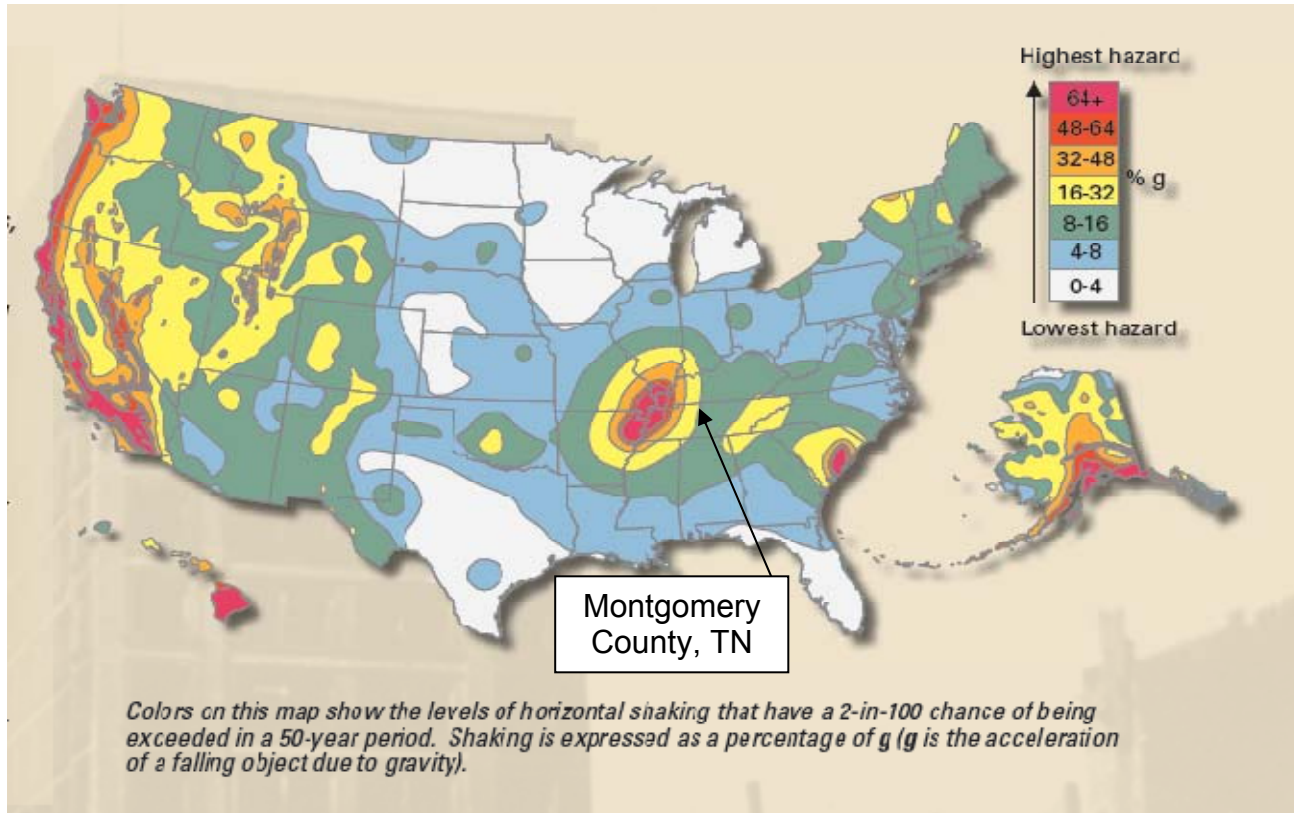 Highest hazard
64+
48-64
32-48
16-32
8-16
4-8
0-4
% g
Lowest hazard
Montgomery
County, TN
Colors on this map show the levels of horizontal shaking that have a 2-in-100 chance of being
exceeded in a 50-year period. Shaking is expressed as a percentage of g (g is the acceleration
of a falling object due to gravity).